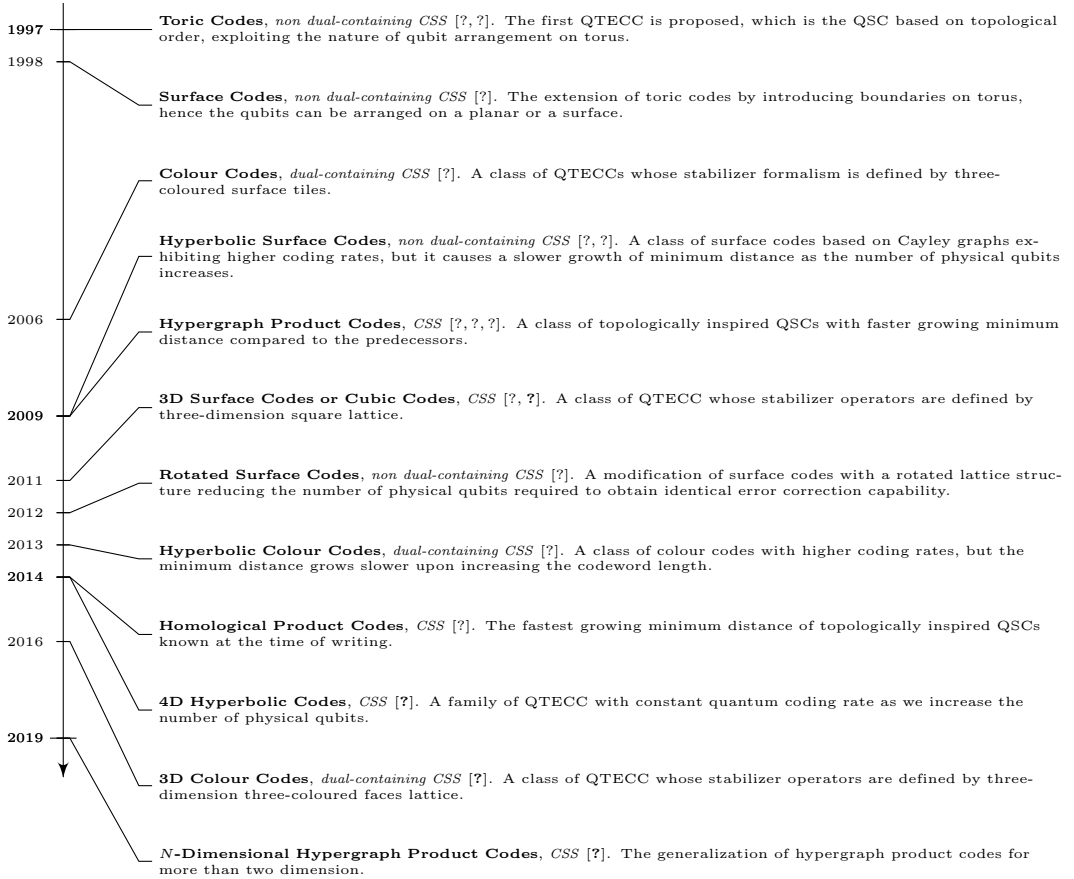 1997
Toric Codes, non dual-containing CSS [?, ?]. The first QTECC is proposed, which is the QSC based on topological
order, exploiting the nature of qubit arrangement on torus.
1998
Surface Codes, non dual-containing CSS [?]. The extension of toric codes by introducing boundaries on torus,
hence the qubits can be arranged on a planar or a surface.
Colour Codes, dual-containing CSS [?]. A class of QTECCs whose stabilizer formalism is defined by three-
coloured surface tiles.
Hyperbolic Surface Codes, non dual-containing CSS [?, ?]. A class of surface codes based on Cayley graphs ex-
hibiting higher coding rates, but it causes a slower growth of minimum distance as the number of physical qubits
increases.
2006
Hypergraph Product Codes, CSS [?, ?, ?]. A class of topologically inspired QSCs with faster growing minimum
distance compared to the predecessors.
2009
3D Surface Codes or Cubic Codes, CSS [?, ?]. A class of QTECC whose stabilizer operators are defined by
three-dimension square lattice.
2011
Rotated Surface Codes, non dual-containing CSS [?]. A modification of surface codes with a rotated lattice struc-
ture reducing the number of physical qubits required to obtain identical error correction capability.
2012
2013
Hyperbolic Colour Codes, dual-containing CSS [?]. A class of colour codes with higher coding rates, but the
minimum distance grows slower upon increasing the codeword length.
2014
Homological Product Codes, CSS [?]. The fastest growing minimum distance of topologically inspired QSCs
known at the time of writing.
2016
4D Hyperbolic Codes, CSS [?]. A family of QTECC with constant quantum coding rate as we increase the
number of physical qubits.
2019
3D Colour Codes, dual-containing CSS [?]. A class of QTECC whose stabilizer operators are defined by three-
dimension three-coloured faces lattice.
N-Dimensional Hypergraph Product Codes, CSS [?]. The generalization of hypergraph product codes for
more than two dimension.